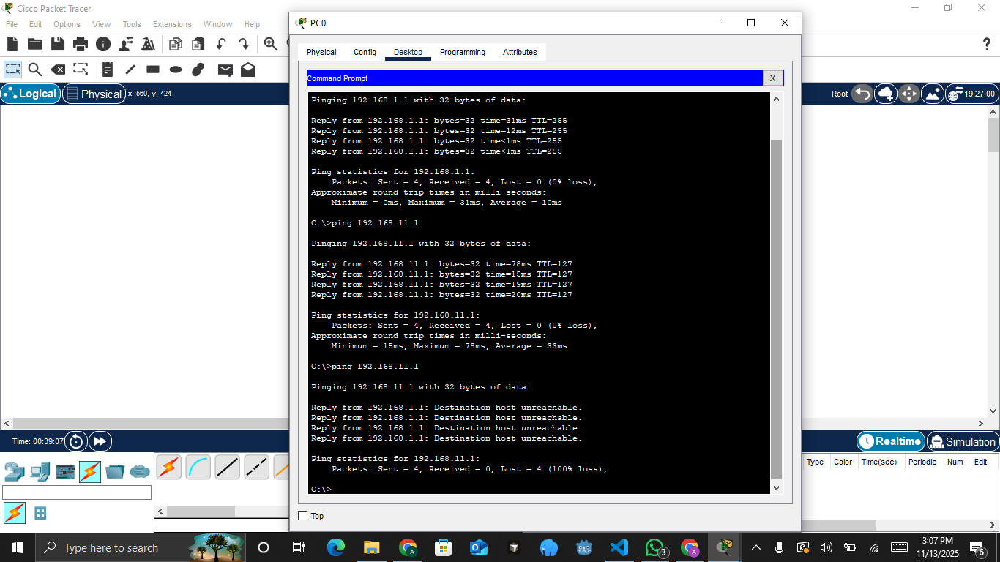 Cisco Packet Tracer
File Edit Options View Tools Extensions Window Help
PC0
Physical Config Desktop Programming Attributes
Command Prompt
X
Logical
Physical
x: 560, y: 424
Root
19:27:00
Pinging 192.168.1.1 with 32 bytes of data:
Reply from 192.168.1.1: bytes=32 time=31ms TTL=255
Reply from 192.168.1.1: bytes=32 time=12ms TTL=255
Reply from 192.168.1.1: bytes=32 time<1ms TTL=255
Reply from 192.168.1.1: bytes=32 time<1ms TTL=255
Ping statistics for 192.168.1.1:
Packets: Sent = 4, Received = 4, Lost = 0 (0% loss),
Approximate round trip times in milli-seconds:
Minimum = 0ms, Maximum = 31ms, Average = 10ms
C:\>ping 192.168.11.1
Pinging 192.168.11.1 with 32 bytes of data:
Reply from 192.168.11.1: bytes=32 time=78ms TTL=127
Reply from 192.168.11.1: bytes=32 time=15ms TTL=127
Reply from 192.168.11.1: bytes=32 time=19ms TTL=127
Reply from 192.168.11.1: bytes=32 time=20ms TTL=127
Ping statistics for 192.168.11.1:
Packets: Sent = 4, Received = 4, Lost = 0 (0% loss),
Approximate round trip times in milli-seconds:
Minimum = 15ms, Maximum = 78ms, Average = 33ms
C:\>ping 192.168.11.1
Pinging 192.168.11.1 with 32 bytes of data:
Reply from 192.168.1.1: Destination host unreachable.
Reply from 192.168.1.1: Destination host unreachable.
Reply from 192.168.1.1: Destination host unreachable.
Reply from 192.168.1.1: Destination host unreachable.
Ping statistics for 192.168.11.1:
Packets: Sent = 4, Received = 0, Lost = 4 (100% loss),
C:\>
Top
Time: 00:39:07
Realtime
Simulation
Type Color Time(sec) Periodic Num Edit
Type here to search
A
3
A
3:07 PM
11/13/2025
6